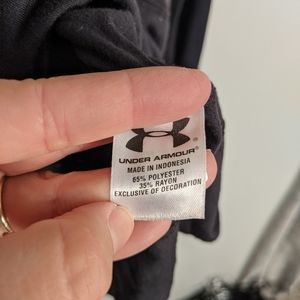 UNDER ARMOUR®
MADE IN INDONESIA
65% POLYESTER
35% RAYON
EXCLUSIVE OF DECORATION